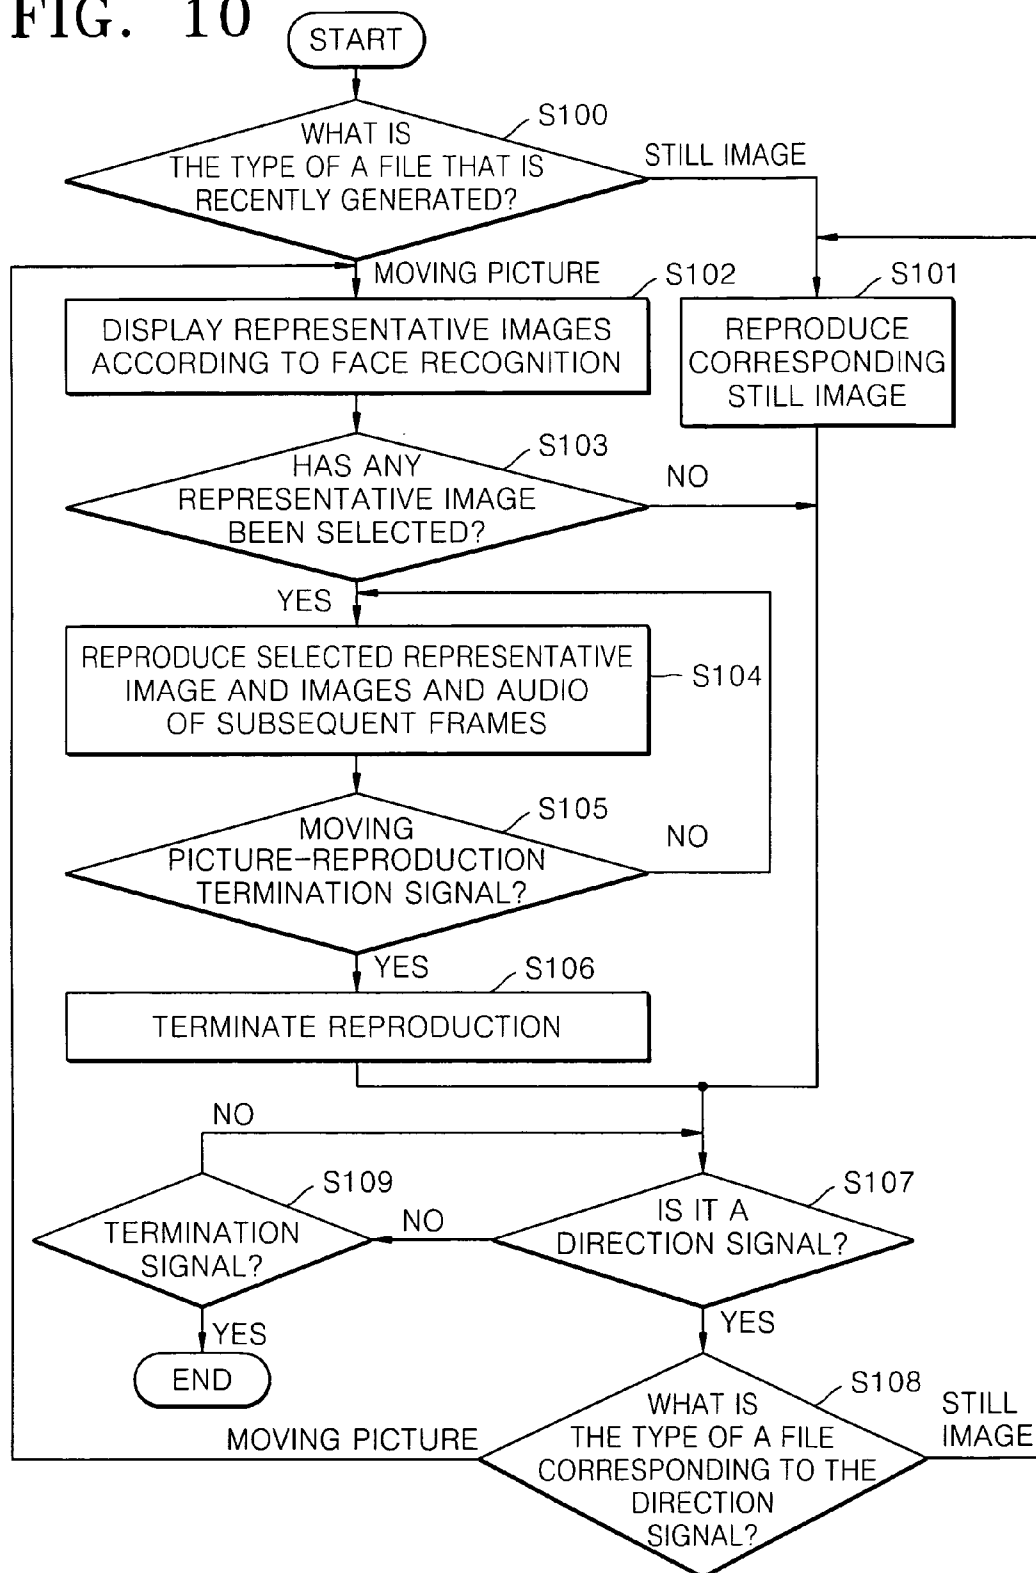 FIG. 10
START
S100
WHAT IS
THE TYPE OF A FILE THAT IS
RECENTLY GENERATED?
STILL IMAGE
MOVING PICTURE
S102
S101
DISPLAY REPRESENTATIVE IMAGES
ACCORDING TO FACE RECOGNITION
REPRODUCE
CORRESPONDING
STILL IMAGE
S103
HAS ANY
REPRESENTATIVE IMAGE
BEEN SELECTED?
NO
YES
REPRODUCE SELECTED REPRESENTATIVE
IMAGE AND IMAGES AND AUDIO
OF SUBSEQUENT FRAMES
S104
S105
MOVING
PICTURE-REPRODUCTION
TERMINATION SIGNAL?
NO
YES
S106
TERMINATE REPRODUCTION
NO
S109
TERMINATION
SIGNAL?
NO
S107
IS IT A
DIRECTION SIGNAL?
YES
YES
END
S108
WHAT IS
THE TYPE OF A FILE
CORRESPONDING TO THE
DIRECTION
SIGNAL?
MOVING PICTURE
STILL
IMAGE